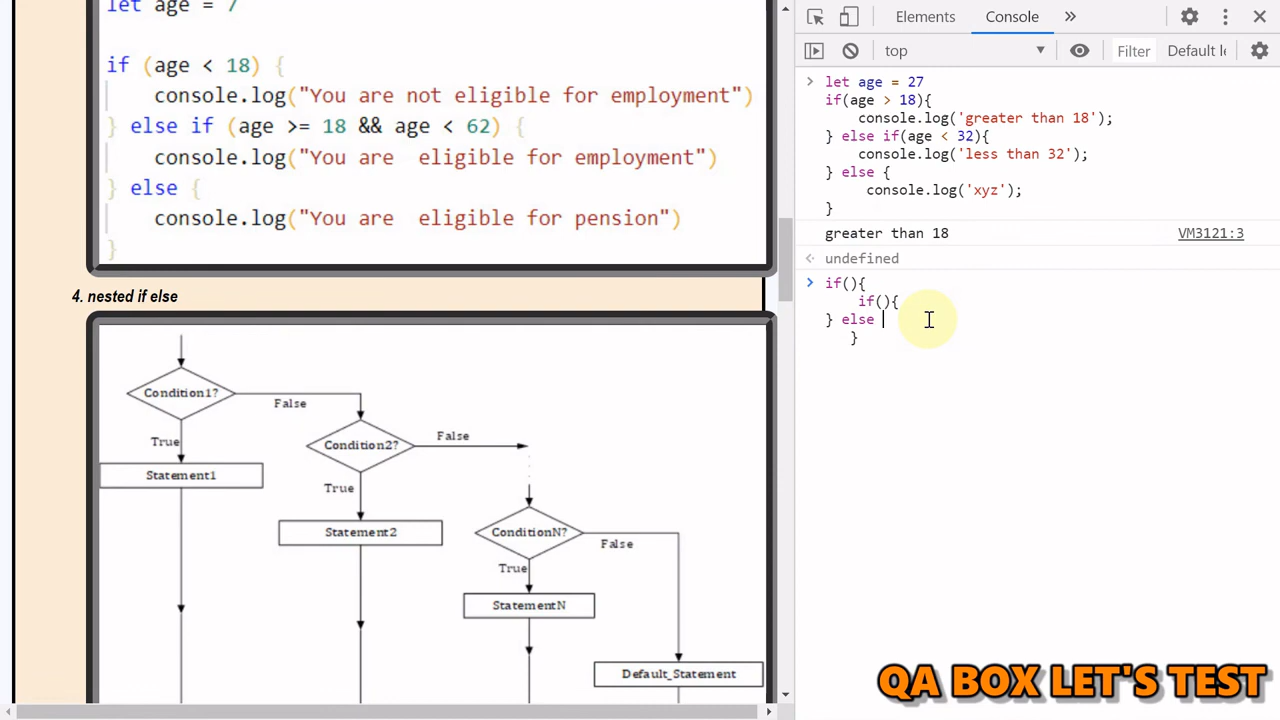 let age = 7
if (age < 18) {
console.log("You are not eligible for employment")
} else if (age >= 18 && age < 62) {
console.log("You are  eligible for employment")
} else {
console.log("You are  eligible for pension")
}
4. nested if else
Condition1?
False
True
Statement1
Condition2?
False
True
Statement2
ConditionN?
False
True
StatementN
Default_Statement
Elements Console »
top Filter Default le
> let age = 27
if(age > 18){
console.log('greater than 18');
} else if(age < 32){
console.log('less than 32');
} else {
console.log('xyz');
}
greater than 18 VM3121:3
undefined
> if(){
if(){
} else
}
QA BOX LET'S TEST